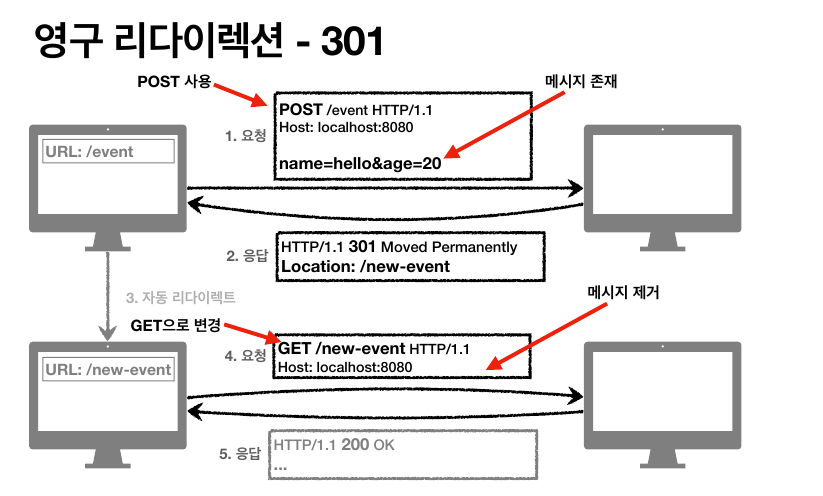 영구 리다이렉션 - 301
POST 사용
메시지 존재
1. 요청
POST /event HTTP/1.1
Host: localhost:8080
name=hello&age=20
URL: /event
2. 응답
HTTP/1.1 301 Moved Permanently
Location: /new-event
3. 자동 리다이렉트
메시지 제거
GET으로 변경
4. 요청
GET /new-event HTTP/1.1
Host: localhost:8080
URL: /new-event
5. 응답
HTTP/1.1 200 OK
...